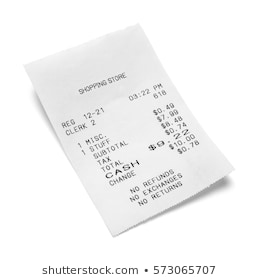 SHOPPING STORE
REG 12-21 03:22 PM
CLERK 2 618
1 MISC. $0.49
1 STUFF $7.99
SUBTOTAL $8.48
TAX $0.74
TOTAL $9.22
CASH $10.00
CHANGE $0.78
NO REFUNDS
NO EXCHANGES
NO RETURNS
shutterstock.com • 573065707